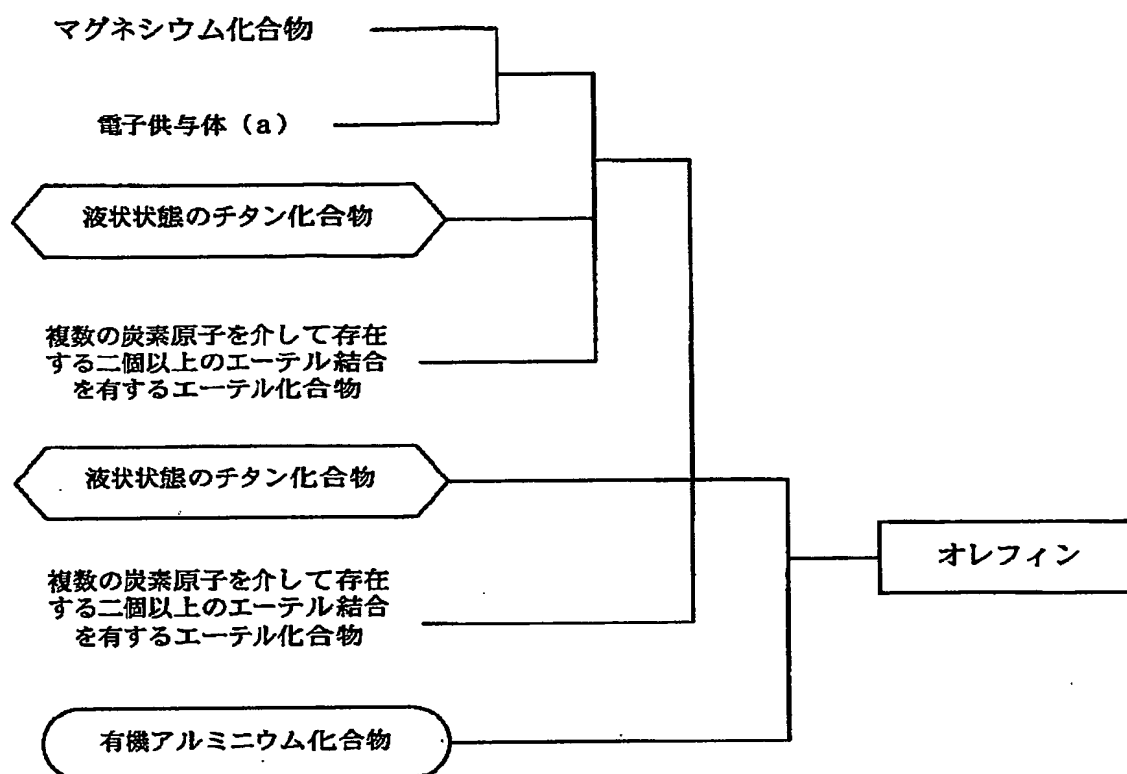 マグネシウム化合物
電子供与体（a）
液状状態のチタン化合物
複数の炭素原子を介して存在
する二個以上のエーテル結合
を有するエーテル化合物
液状状態のチタン化合物
複数の炭素原子を介して存在
する二個以上のエーテル結合
を有するエーテル化合物
有機アルミニウム化合物
オレフィン